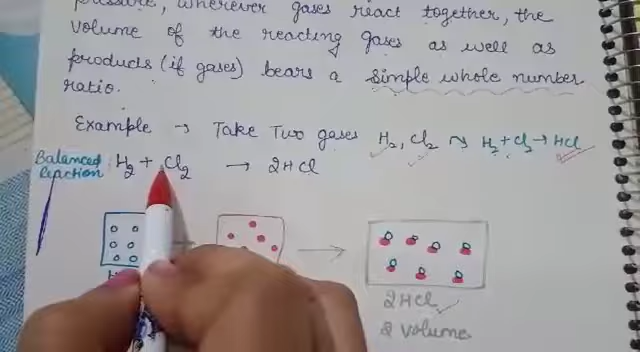 pressure, wherever gases react together, the
volume of the reacting gases as well as
products (if gases) bears a simple whole number
ratio.
Example → Take Two gases H2, Cl2 ⇝ H2+Cl2→HCl
Balanced Reaction: H2 + Cl2 → 2HCl
2HCl
2 Volume